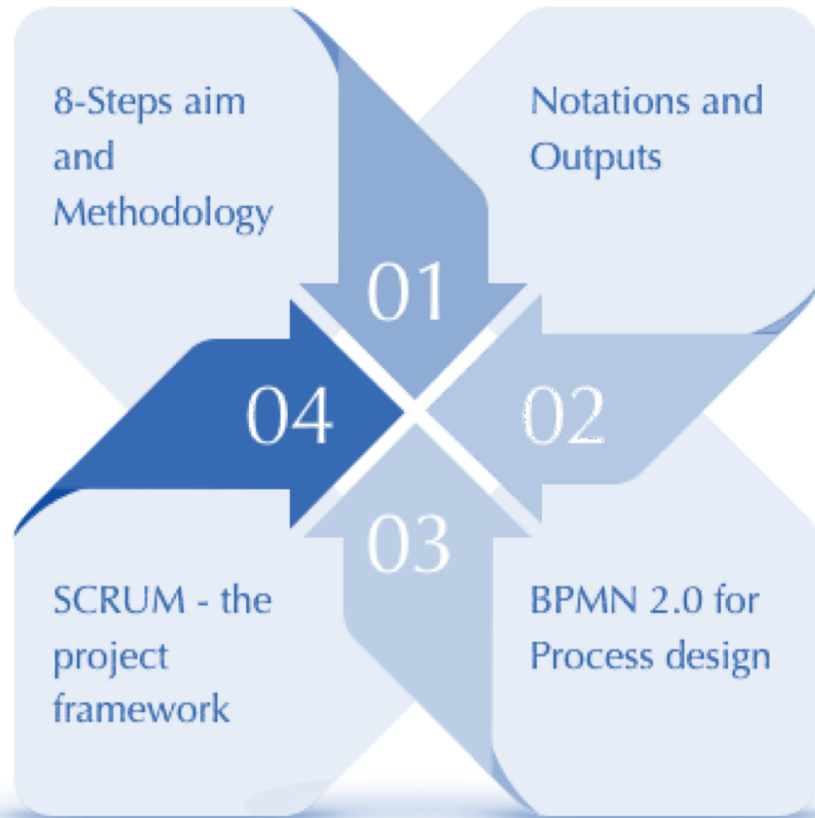 8-Steps aim
and
Methodology
01
Notations and
Outputs
02
BPMN 2.0 for
Process design
03
SCRUM - the
project
framework
04